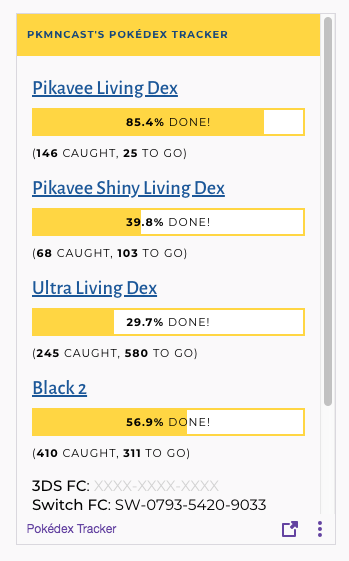 PKMNCAST'S POKÉDEX TRACKER
Pikavee Living Dex
85.4% DONE!
(146 CAUGHT, 25 TO GO)
Pikavee Shiny Living Dex
39.8% DONE!
(68 CAUGHT, 103 TO GO)
Ultra Living Dex
29.7% DONE!
(245 CAUGHT, 580 TO GO)
Black 2
56.9% DONE!
(410 CAUGHT, 311 TO GO)
3DS FC: XXXX-XXXX-XXXX
Switch FC: SW-0793-5420-9033
Pokédex Tracker